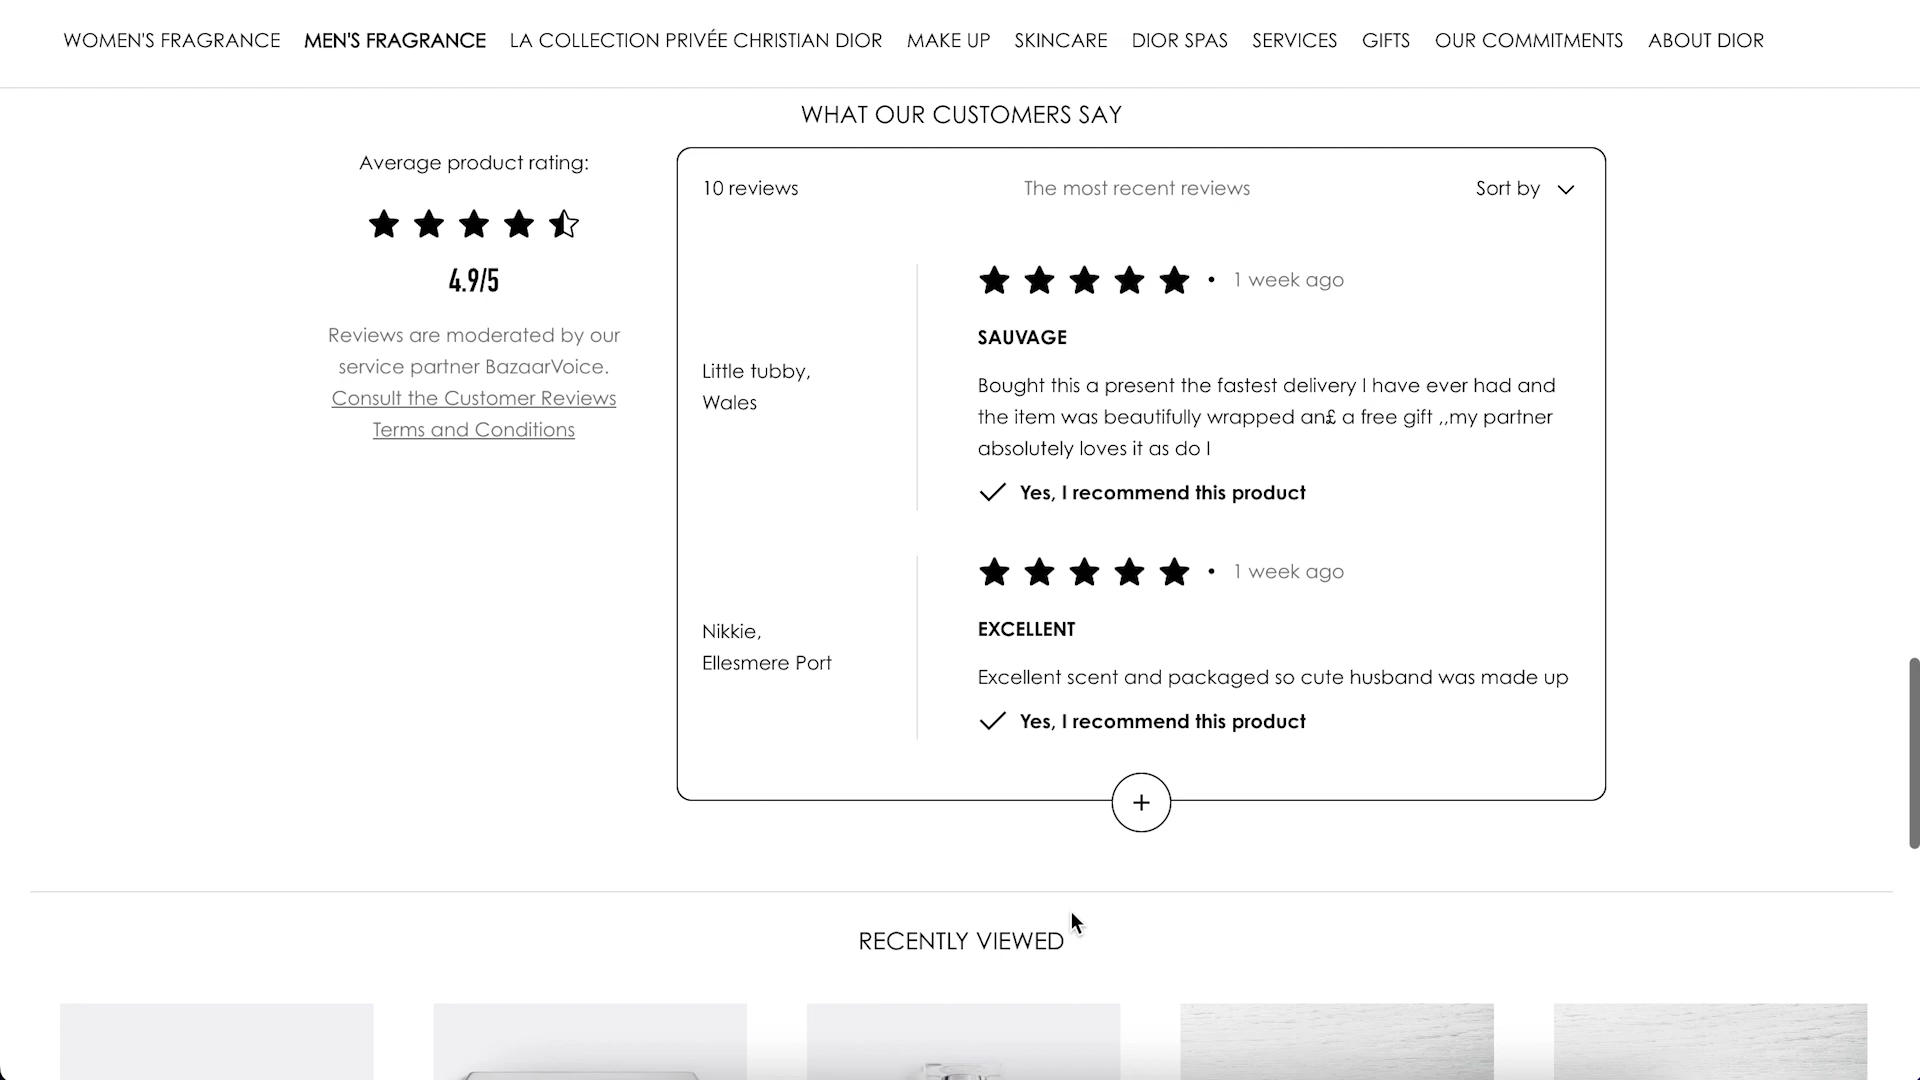 WOMEN'S FRAGRANCE MEN'S FRAGRANCE LA COLLECTION PRIVÉE CHRISTIAN DIOR MAKE UP SKINCARE DIOR SPAS SERVICES GIFTS OUR COMMITMENTS ABOUT DIOR
WHAT OUR CUSTOMERS SAY
Average product rating:
4.9/5
Reviews are moderated by our
service partner BazaarVoice.
Consult the Customer Reviews
Terms and Conditions
10 reviews
The most recent reviews
Sort by
Little tubby,
Wales
• 1 week ago
SAUVAGE
Bought this a present the fastest delivery I have ever had and
the item was beautifully wrapped an£ a free gift ,,my partner
absolutely loves it as do I
Yes, I recommend this product
Nikkie,
Ellesmere Port
• 1 week ago
EXCELLENT
Excellent scent and packaged so cute husband was made up
Yes, I recommend this product
+
RECENTLY VIEWED